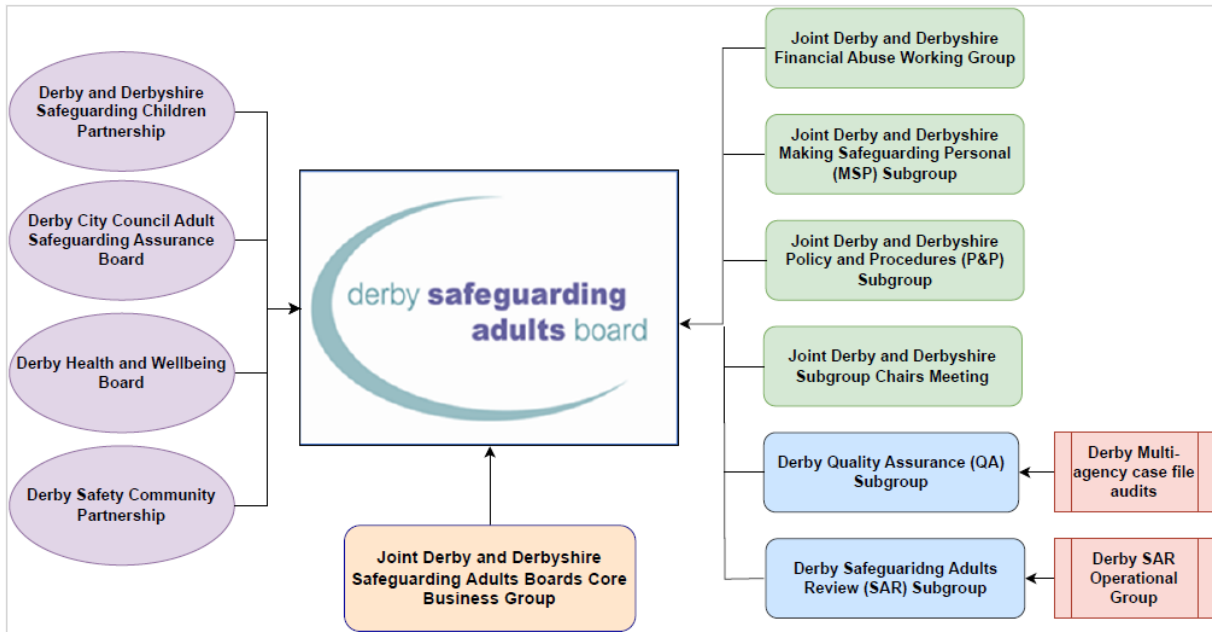 Derby and Derbyshire
Safeguarding Children
Partnership
Derby City Council Adult
Safeguarding Assurance
Board
Derby Health and Wellbeing
Board
Derby Safety Community
Partnership
derby safeguarding
adults board
Joint Derby and Derbyshire
Safeguarding Adults Boards Core
Business Group
Joint Derby and Derbyshire
Financial Abuse Working Group
Joint Derby and Derbyshire
Making Safeguarding Personal
(MSP) Subgroup
Joint Derby and Derbyshire
Policy and Procedures (P&P)
Subgroup
Joint Derby and Derbyshire
Subgroup Chairs Meeting
Derby Quality Assurance (QA)
Subgroup
Derby Multi-
agency case file
audits
Derby Safeguaridng Adults
Review (SAR) Subgroup
Derby SAR
Operational
Group